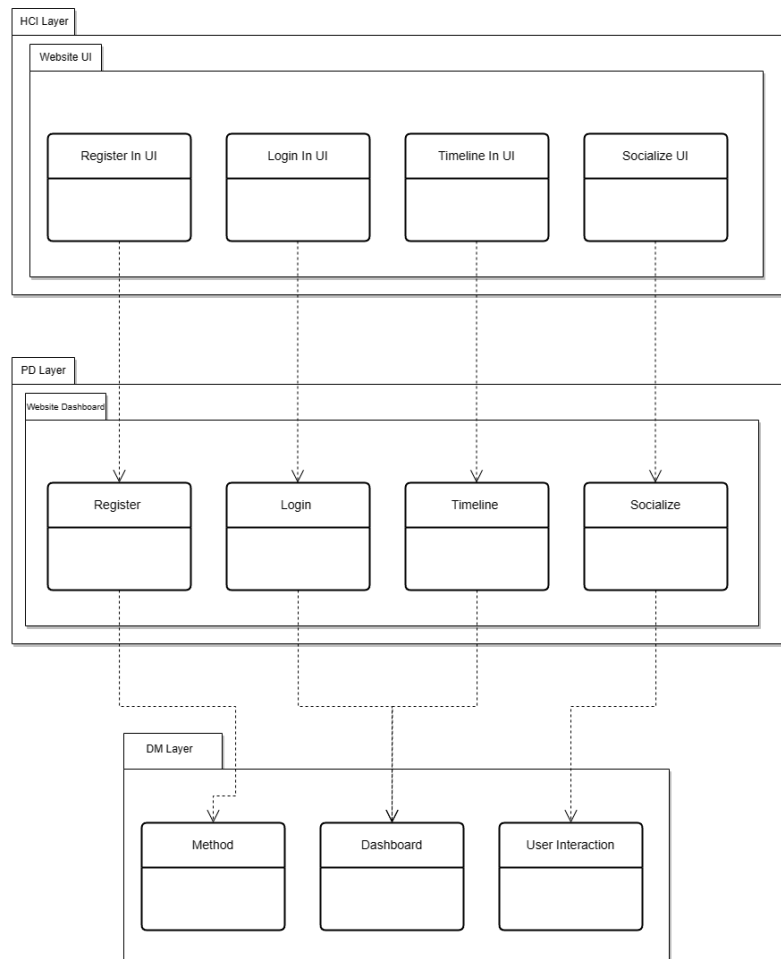 HCI Layer
Website UI
Register In UI
Login In UI
Timeline In UI
Socialize UI
PD Layer
Website Dashboard
Register
Login
Timeline
Socialize
DM Layer
Method
Dashboard
User Interaction